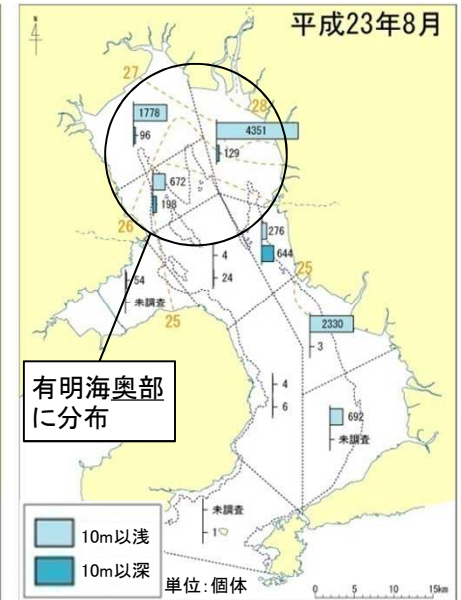 平成23年8月
27
28
1778
96
4351
129
672
198
26
276
644
4
24
25
54
未調査
25
2330
3
有明海奥部
に分布
4
6
692
未調査
未調査
1
10m以浅
10m以深
単位:個体
0 5 10 15km